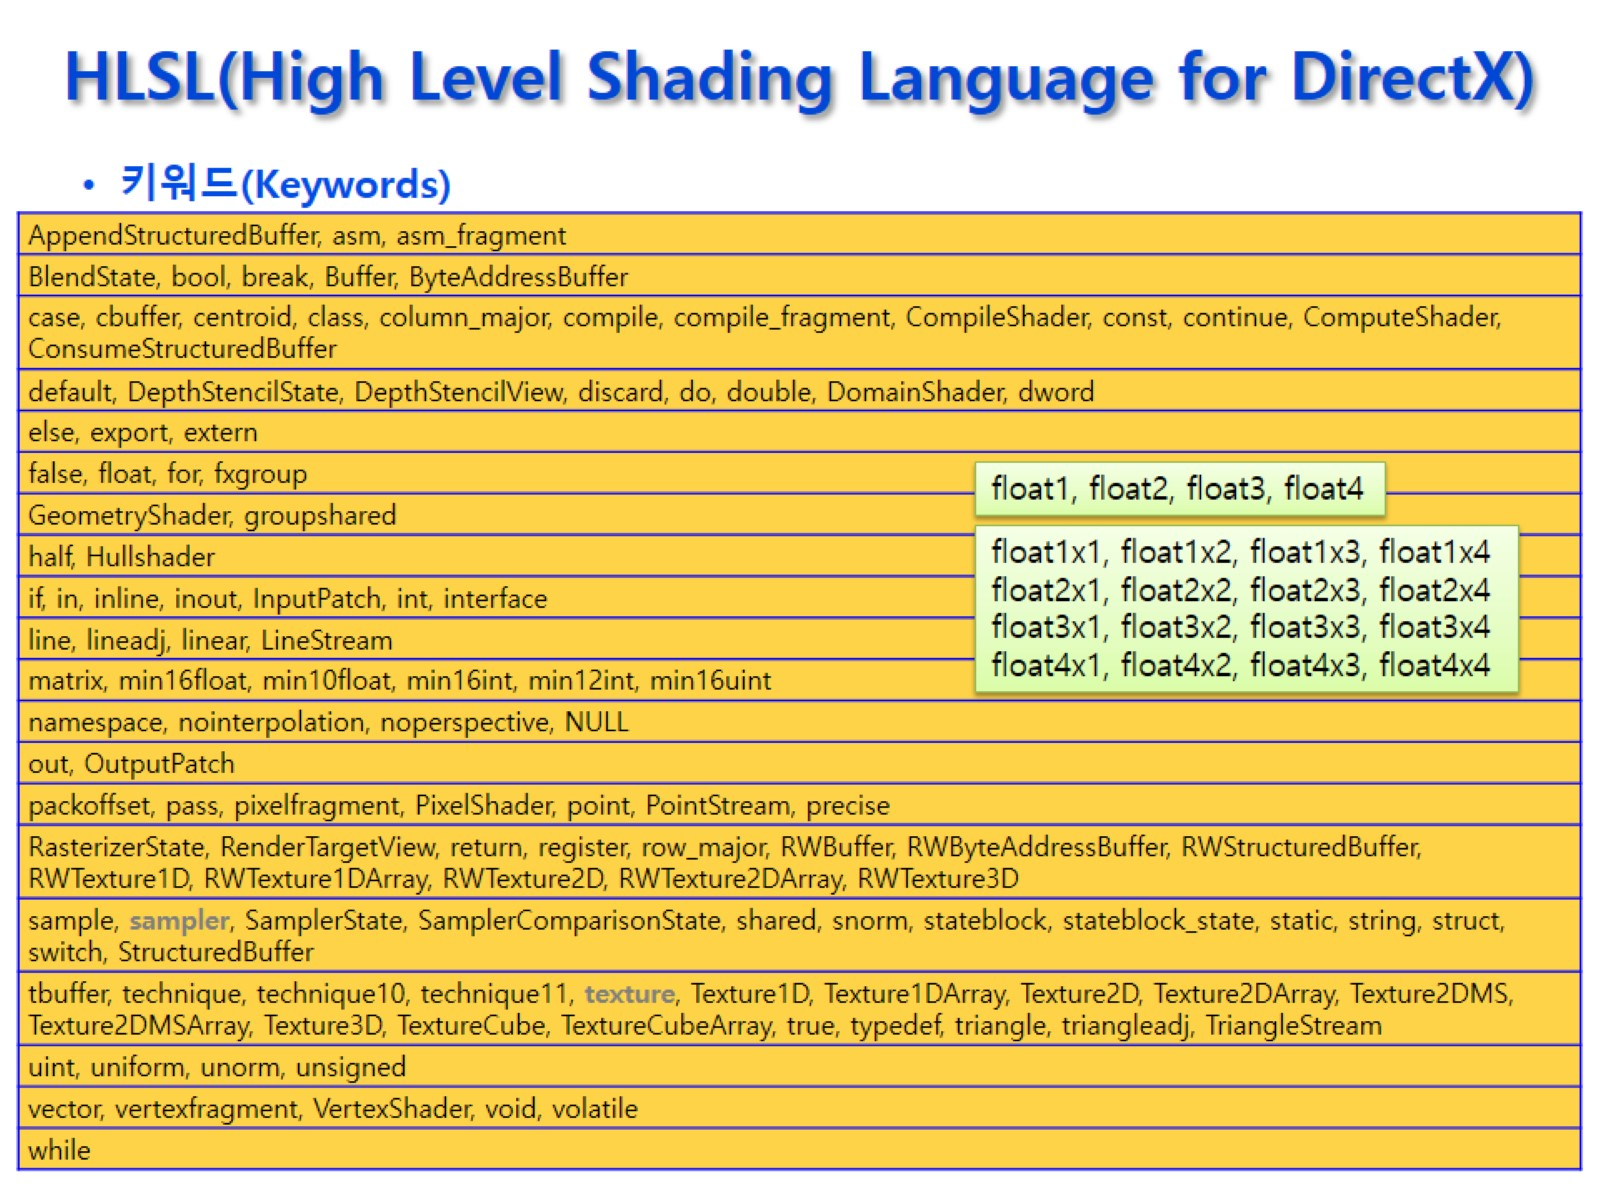 HLSL(High Level Shading Language for DirectX)
• 키워드(Keywords)
AppendStructuredBuffer, asm, asm_fragment
BlendState, bool, break, Buffer, ByteAddressBuffer
case, cbuffer, centroid, class, column_major, compile, compile_fragment, CompileShader, const, continue, ComputeShader,
ConsumeStructuredBuffer
default, DepthStencilState, DepthStencilView, discard, do, double, DomainShader, dword
else, export, extern
false, float, for, fxgroup
GeometryShader, groupshared
half, Hullshader
if, in, inline, inout, InputPatch, int, interface
line, lineadj, linear, LineStream
matrix, min16float, min10float, min16int, min12int, min16uint
namespace, nointerpolation, noperspective, NULL
out, OutputPatch
packoffset, pass, pixelfragment, PixelShader, point, PointStream, precise
RasterizerState, RenderTargetView, return, register, row_major, RWBuffer, RWByteAddressBuffer, RWStructuredBuffer,
RWTexture1D, RWTexture1DArray, RWTexture2D, RWTexture2DArray, RWTexture3D
sample, sampler, SamplerState, SamplerComparisonState, shared, snorm, stateblock, stateblock_state, static, string, struct,
switch, StructuredBuffer
tbuffer, technique, technique10, technique11, texture, Texture1D, Texture1DArray, Texture2D, Texture2DArray, Texture2DMS,
Texture2DMSArray, Texture3D, TextureCube, TextureCubeArray, true, typedef, triangle, triangleadj, TriangleStream
uint, uniform, unorm, unsigned
vector, vertexfragment, VertexShader, void, volatile
while
float1, float2, float3, float4
float1x1, float1x2, float1x3, float1x4
float2x1, float2x2, float2x3, float2x4
float3x1, float3x2, float3x3, float3x4
float4x1, float4x2, float4x3, float4x4